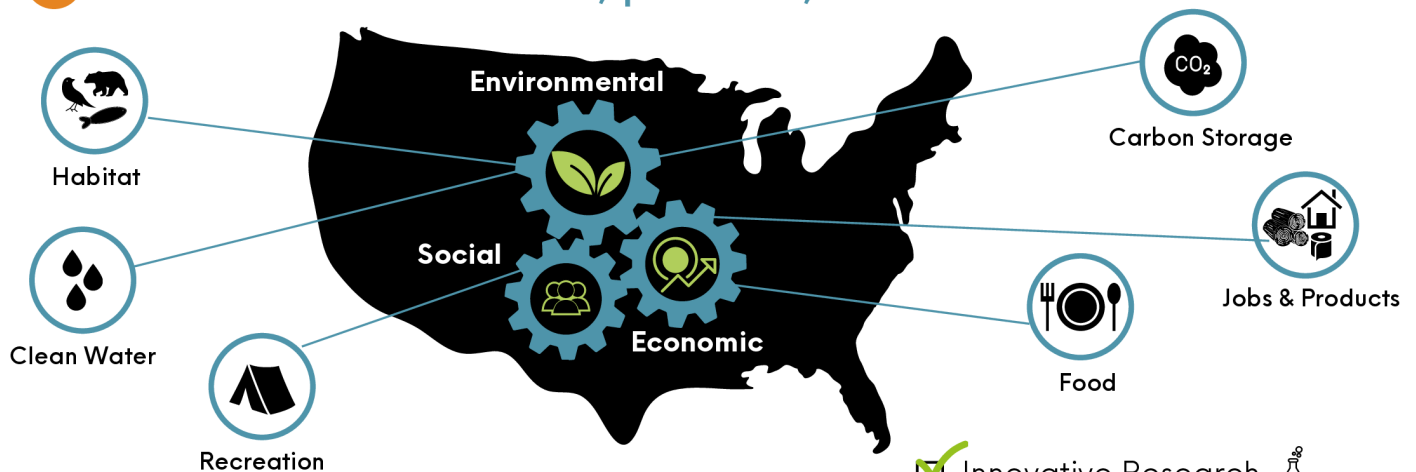 Environmental
CO₂
Carbon Storage
Habitat
Social
Jobs & Products
Economic
Clean Water
Food
Recreation
Innovative Research